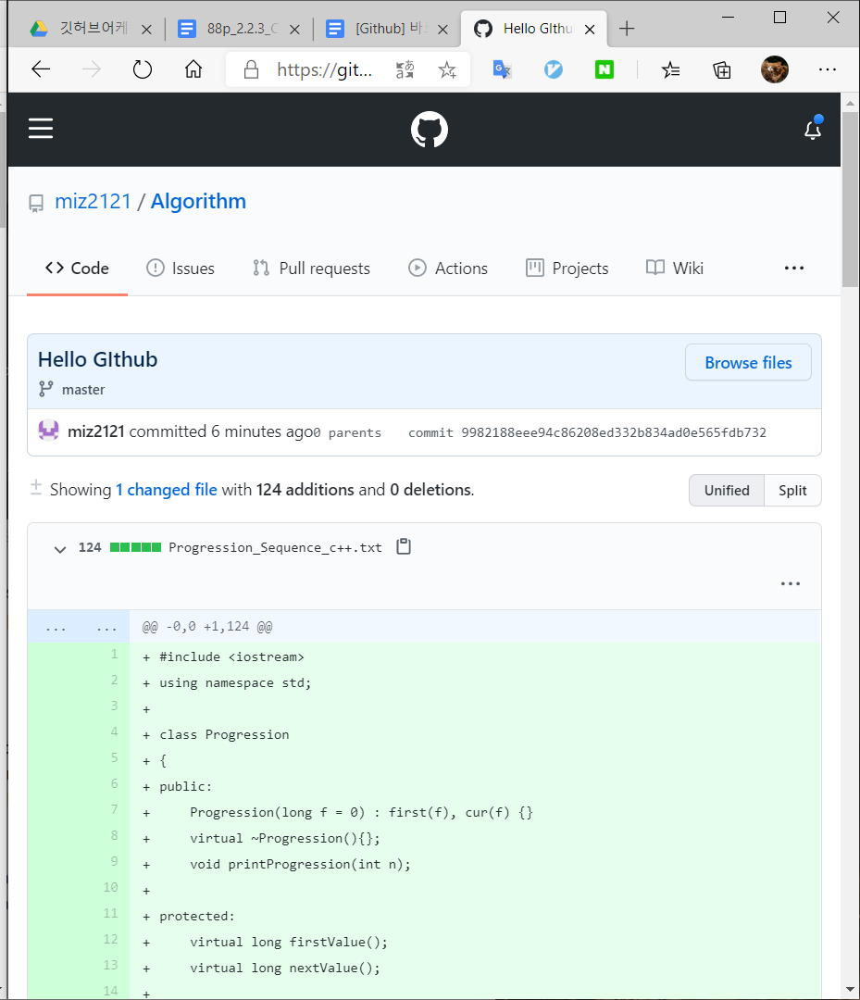 깃허브어케
88p_2.2.3_C
[Github] 바
Hello GIthu
https://git...
miz2121 / Algorithm
Code
Issues
Pull requests
Actions
Projects
Wiki
Hello GIthub
Browse files
master
miz2121 committed 6 minutes ago0 parents commit 9982188eee94c86208ed332b834ad0e565fdb732
Showing 1 changed file with 124 additions and 0 deletions.
Unified
Split
124 Progression_Sequence_c++.txt
... ... @@ -0,0 +1,124 @@
1 + #include <iostream>
2 + using namespace std;
3 +
4 + class Progression
5 + {
6 + public:
7 +     Progression(long f = 0) : first(f), cur(f) {}
8 +     virtual ~Progression(){};
9 +     void printProgression(int n);
10 +
11 + protected:
12 +     virtual long firstValue();
13 +     virtual long nextValue();
14 +